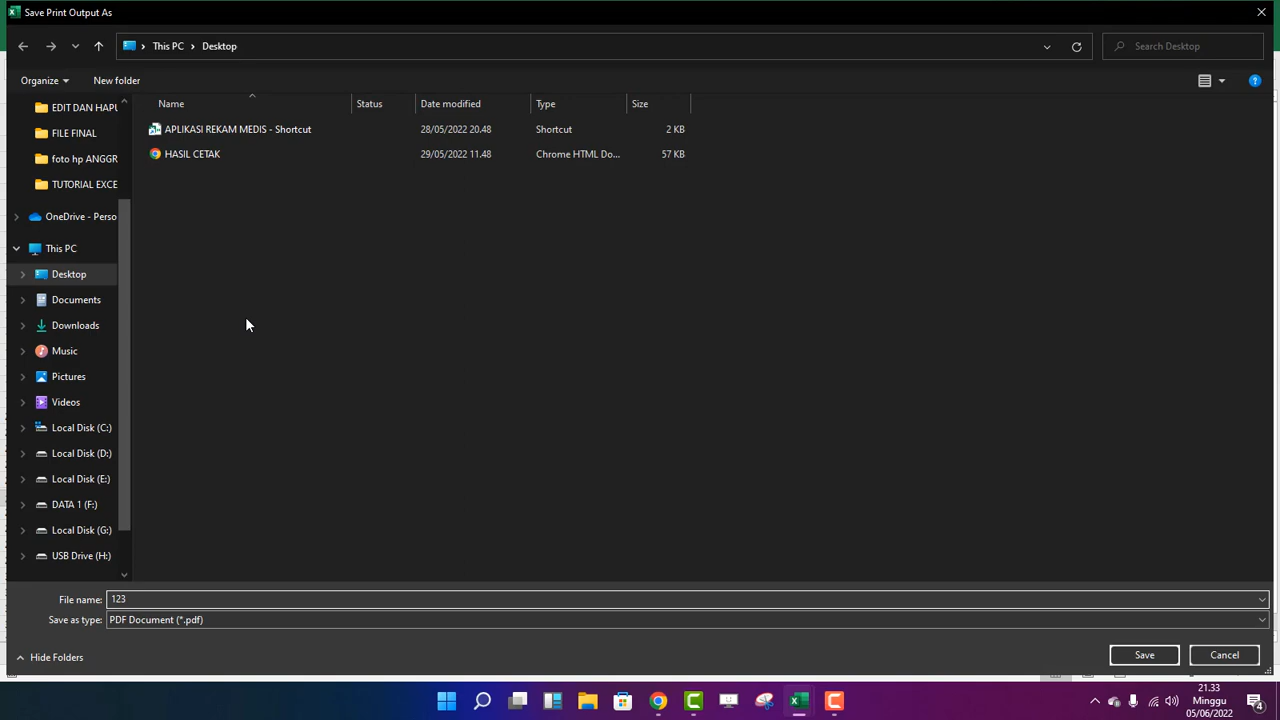 Save Print Output As
This PC > Desktop
Search Desktop
Organize
New folder
Name Status Date modified Type Size
APLIKASI REKAM MEDIS - Shortcut 28/05/2022 20.48 Shortcut 2 KB
HASIL CETAK 29/05/2022 11.48 Chrome HTML Do... 57 KB
EDIT DAN HAPU
FILE FINAL
foto hp ANGGR
TUTORIAL EXCE
OneDrive - Perso
This PC
Desktop
Documents
Downloads
Music
Pictures
Videos
Local Disk (C:)
Local Disk (D:)
Local Disk (E:)
DATA 1 (F:)
Local Disk (G:)
USB Drive (H:)
File name: 123
Save as type: PDF Document (*.pdf)
Hide Folders
Save
Cancel
21.33
Minggu
05/06/2022
4